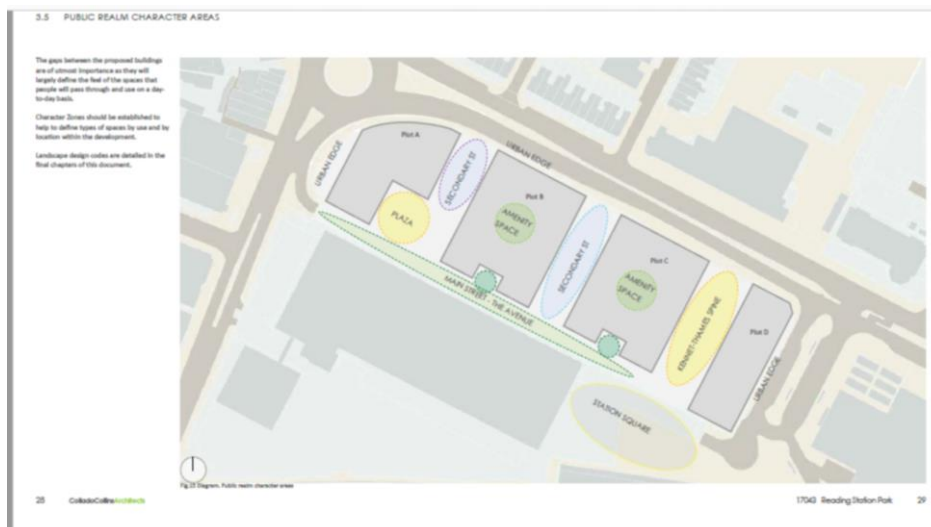 3.5 PUBLIC REALM CHARACTER AREAS
The gaps between the proposed buildings
are of utmost importance as they will
largely define the feel of the spaces that
people will pass through and use on a day-
to-day basis.
Character Zones should be established to
help to define types of spaces by use and by
location within the development.
Landscape design codes are detailed in the
final chapters of this document.
Plot A
URBAN EDGE
SECONDARY ST
URBAN EDGE
PLAZA
Plot B
AMENITY
SPACE
SECONDARY ST
Plot C
AMENITY
SPACE
MAIN STREET - THE AVENUE
KENNET-THAMES SPINE
Plot D
URBAN EDGE
STATION SQUARE
Diagram. Public realm character areas
28 ColladoCollinsArchitects
17043 Reading Station Park 29